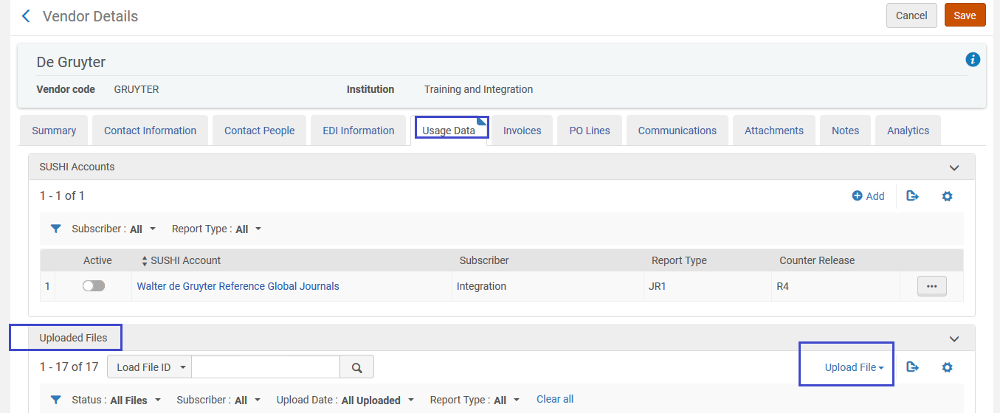 Vendor Details
Cancel
Save
De Gruyter
Vendor code GRUYTER Institution Training and Integration
Summary Contact Information Contact People EDI Information Usage Data Invoices PO Lines Communications Attachments Notes Analytics
SUSHI Accounts
1 - 1 of 1
Add
Subscriber : All Report Type : All
Active SUSHI Account Subscriber Report Type Counter Release
1 Walter de Gruyter Reference Global Journals Integration JR1 R4
Uploaded Files
1 - 17 of 17 Load File ID Upload File
Status : All Files Subscriber : All Upload Date : All Uploaded Report Type : All Clear all